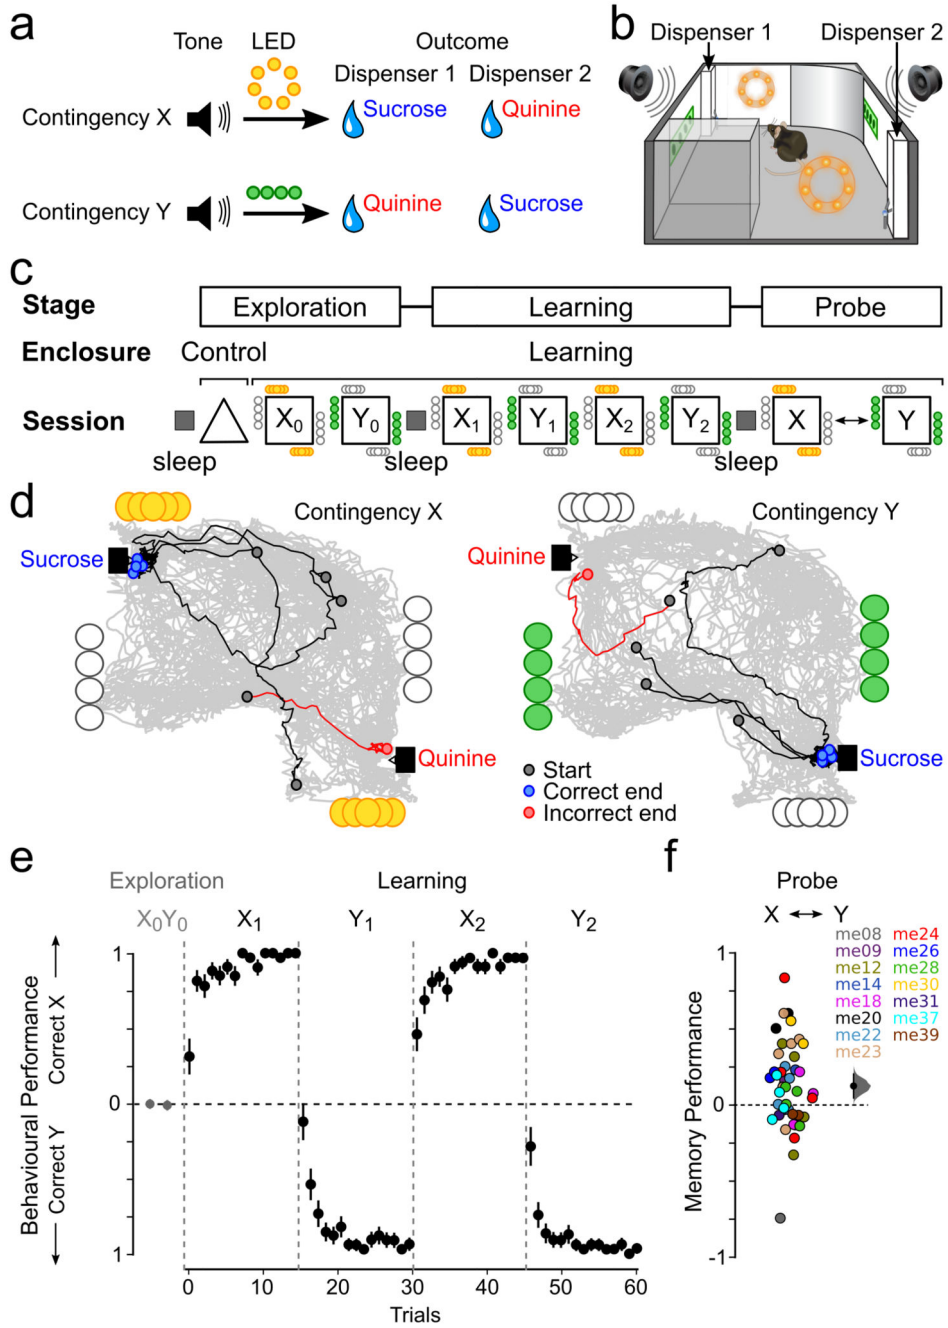 a
Tone LED Outcome
Dispenser 1 Dispenser 2
Contingency X Sucrose Quinine
Contingency Y Quinine Sucrose
b
Dispenser 1 Dispenser 2
c
Stage Exploration Learning Probe
Enclosure Control Learning
Session X0 Y0 X1 Y1 X2 Y2 X Y
sleep sleep sleep
d
Contingency X
Sucrose
Quinine
Contingency Y
Quinine
Sucrose
Start
Correct end
Incorrect end
e
Exploration Learning
X0Y0 X1 Y1 X2 Y2
Behavioural Performance
Correct Y Correct X
1
0
1
0 10 20 30 40 50 60
Trials
f
Probe
X Y
me08 me24
me09 me26
me12 me28
me14 me30
me18 me31
me20 me37
me22 me39
me23
Memory Performance
1
0
-1